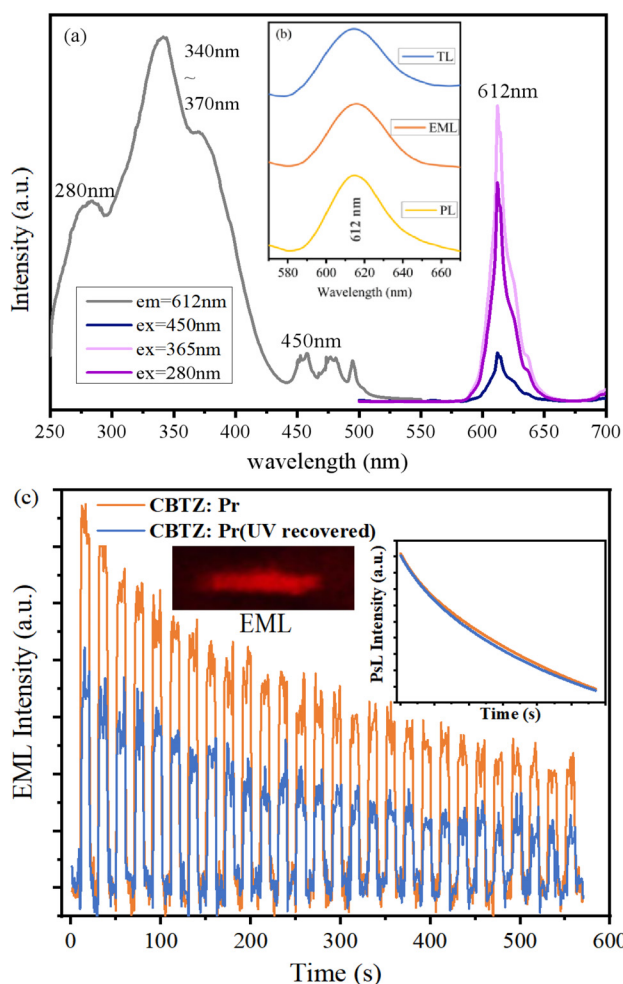 (a)
340nm
~
370nm
280nm
450nm
612nm
Intensity (a.u.)
em=612nm
ex=450nm
ex=365nm
ex=280nm
250 300 350 400 450 500 550 600 650 700
wavelength (nm)
(b)
TL
EML
PL
612 nm
580 600 620 640 660
Wavelength (nm)
(c)
CBTZ: Pr
CBTZ: Pr(UV recovered)
EML
EML Intensity (a.u.)
PsL Intensity (a.u.)
Time (s)
0 100 200 300 400 500 600
Time (s)